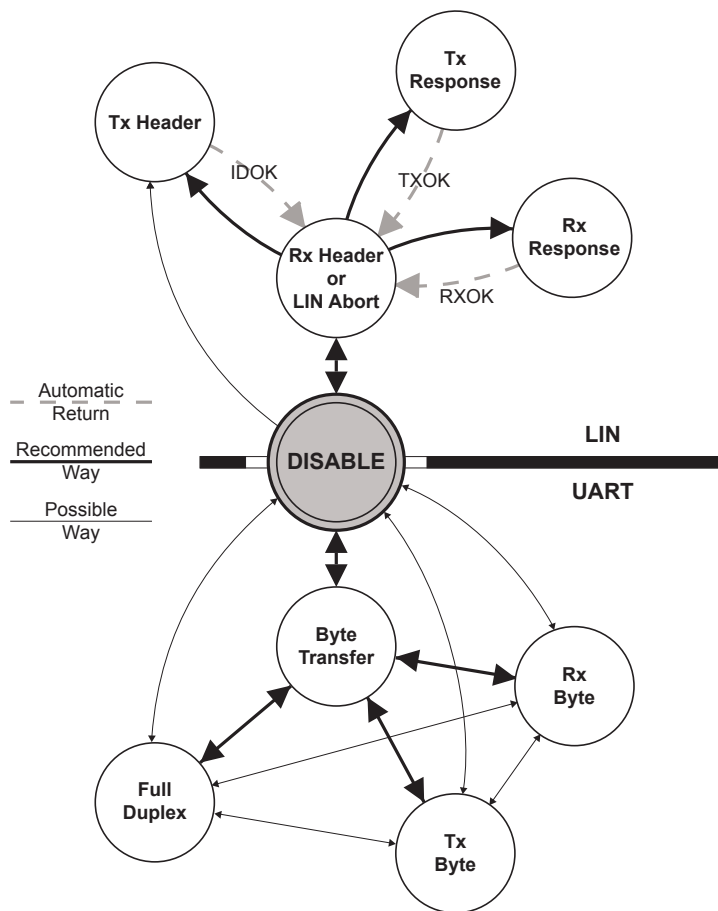 Tx
Response
Tx Header
IDOK
TXOK
Rx
Response
Rx Header
or
LIN Abort
RXOK
Automatic
Return
Recommended
Way
Possible
Way
DISABLE
LIN
UART
Byte
Transfer
Rx
Byte
Full
Duplex
Tx
Byte